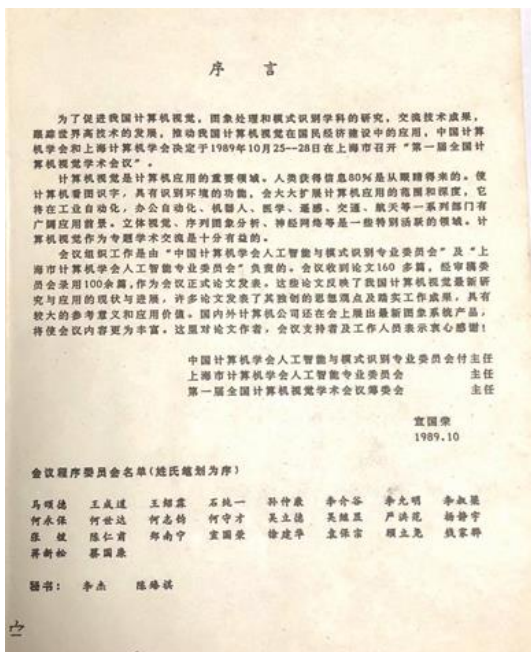 序 言
为了促进我国计算机视觉，图象处理和模式识别学科的研究，交流技术成果，
跟踪世界高技术的发展，推动我国计算机视觉在国民经济建设中的应用，中国计算
机学会和上海计算机学会决定于1989年10月25—28日在上海市召开“第一届全国计
算机视觉学术会议”。
计算机视觉是计算机应用的重要领域。人类获得信息80%是从眼睛得来的。使
计算机看图识字，具有识别环境的功能，会大大扩展计算机应用的范围和深度，它
将在工业自动化，办公自动化、机器人、医学、遥感、交通、航天等一系列部门有
广阔应用前景。立体视觉、序列图象分析、神经网络等是一些特别活跃的领域。计
算机视觉作为专题学术交流是十分有益的。
会议组织工作是由“中国计算机学会人工智能与模式识别专业委员会”及“上
海市计算机学会人工智能专业委员会”负责的。会议收到论文160 多篇，经审稿委
员会录用100余篇，作为会议正式论文发表。这些论文反映了我国计算机视觉最新研
究与应用的现状与进展，许多论文发表了其独创的思想观点及踏实工作成果，具有
较大的参考意义和应用价值。国内外计算机公司还在会上展出最新图象系统产品，
将使会议内容更为丰富。这里对论文作者，会议支持者及工作人员表示衷心感谢！
中国计算机学会人工智能与模式识别专业委员会付主任
上海市计算机学会人工智能专业委员会 主任
第一届全国计算机视觉学术会议筹委会 主任
宣国荣
1989.10
会议程序委员会名单(姓氏笔划为序)
马颂德 王成道 王绍霖 石纯一 孙仲康 李介谷 李允明 李叔梁
何永保 何世达 何志钧 何守才 吴立德 吴继显 严洪范 杨静宇
张 钹 陈仁甫 郑南宁 宣国荣 徐建华 袁保宗 顾立尧 钱家骅
蒋新松 蔡国廉
秘书： 李杰 陈臻祺